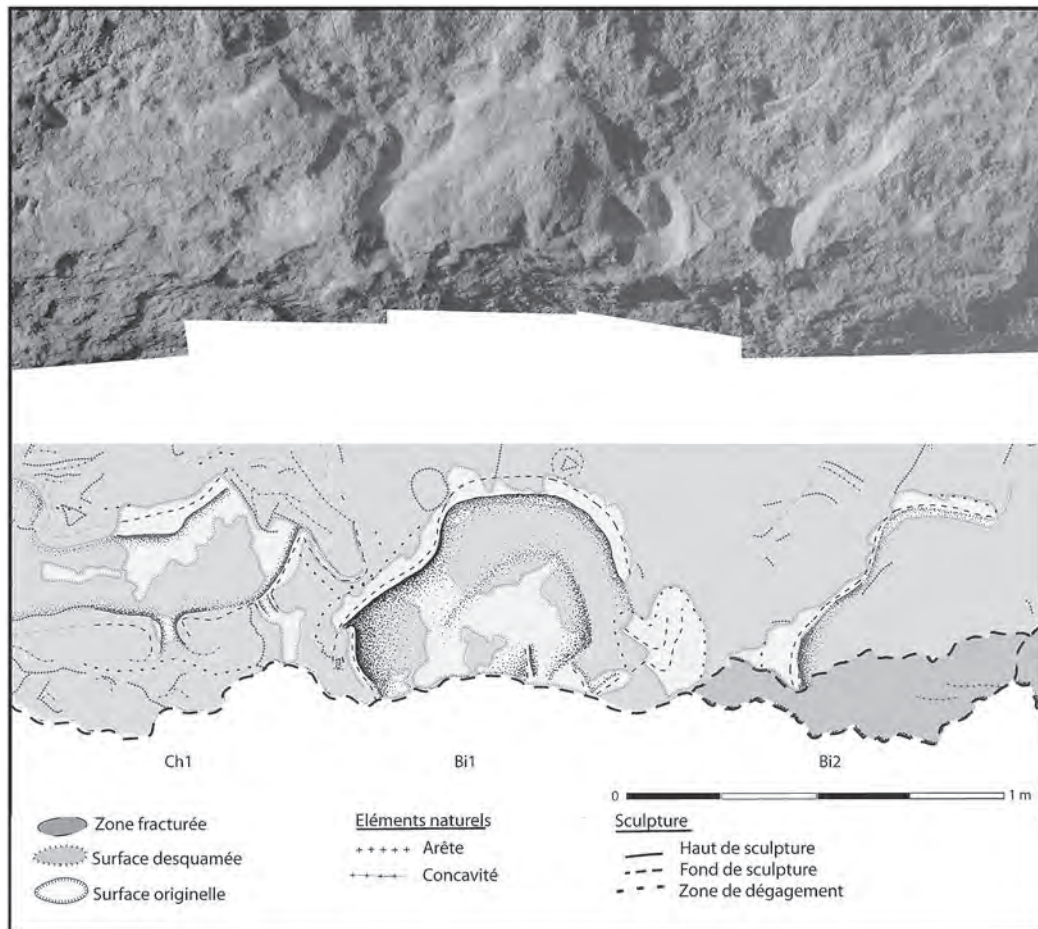 Ch1
Bi1
Bi2
0
1 m
Zone fracturée
Surface desquamée
Surface originelle
Eléments naturels
Arête
Concavité
Sculpture
Haut de sculpture
Fond de sculpture
Zone de dégagement